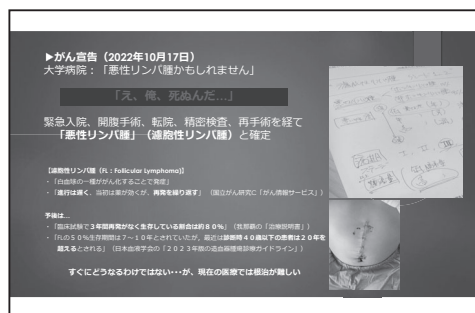 ▶がん宣告（2022年10月17日）
大学病院：「悪性リンパ腫かもしれません」
「え、俺、死ぬんだ…」
緊急入院、開腹手術、転院、精密検査、再手術を経て
「悪性リンパ腫」（濾胞性リンパ腫）と確定
【濾胞性リンパ腫（FL：Follicular Lymphoma）】
・「白血球の一種ががん化することで発症」
・「進行は遅く、当初は薬が効くが、再発を繰り返す」（国立がん研究に「がん情報サービス」）
予後は…
・「臨床試験で３年間再発がなく生存している割合は約８０％」（我那覇の「治療説明書」）
・「FLの５０％生存期間は７～１０年とされていたが、最近は診断時４０歳以下の患者は２０年を
超えるとされる」（日本血液学会の「２０２３年版の造血器腫瘍診療ガイドライン」）
すぐにどうなるわけではない･･･が、現在の医療では根治が難しい